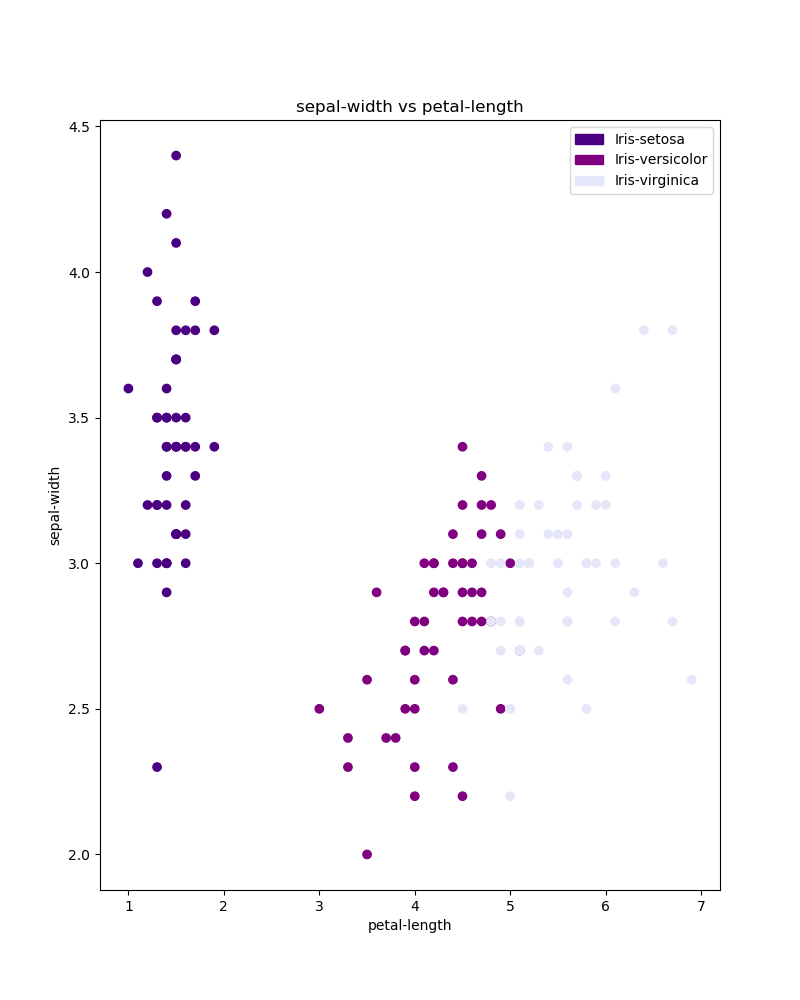 sepal-width vs petal-length
Iris-setosa
Iris-versicolor
Iris-virginica
4.5
4.0
3.5
3.0
2.5
2.0
sepal-width
1 2 3 4 5 6 7
petal-length